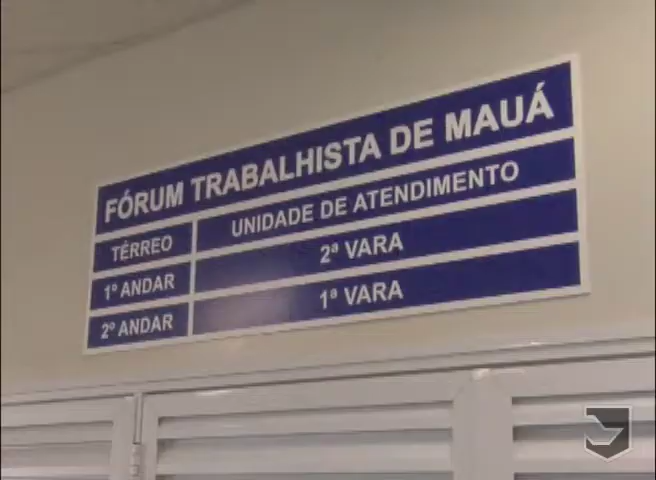 FÓRUM TRABALHISTA DE MAUÁ
TÉRREO UNIDADE DE ATENDIMENTO
1º ANDAR 2ª VARA
2º ANDAR 1ª VARA